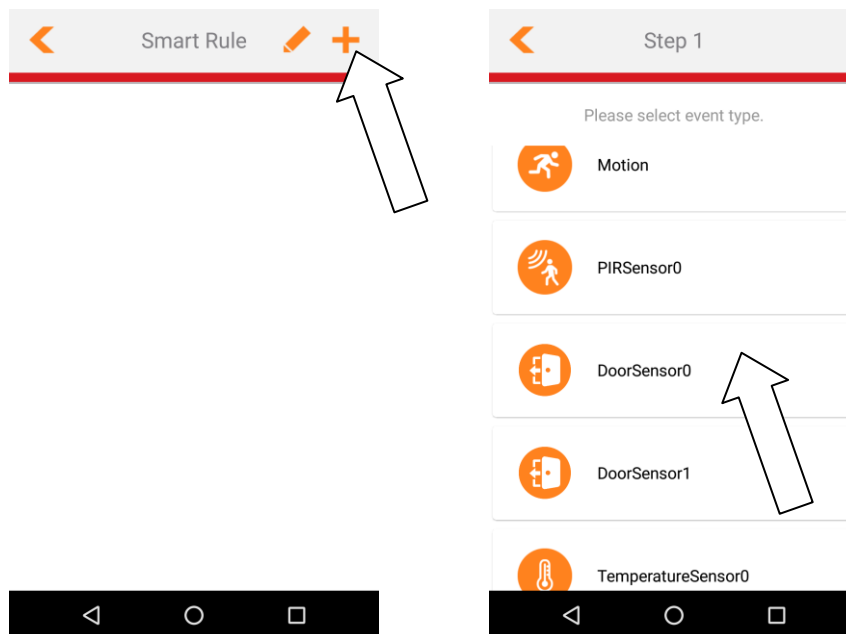 Smart Rule
Step 1
Please select event type.
Motion
PIRSensor0
DoorSensor0
DoorSensor1
TemperatureSensor0